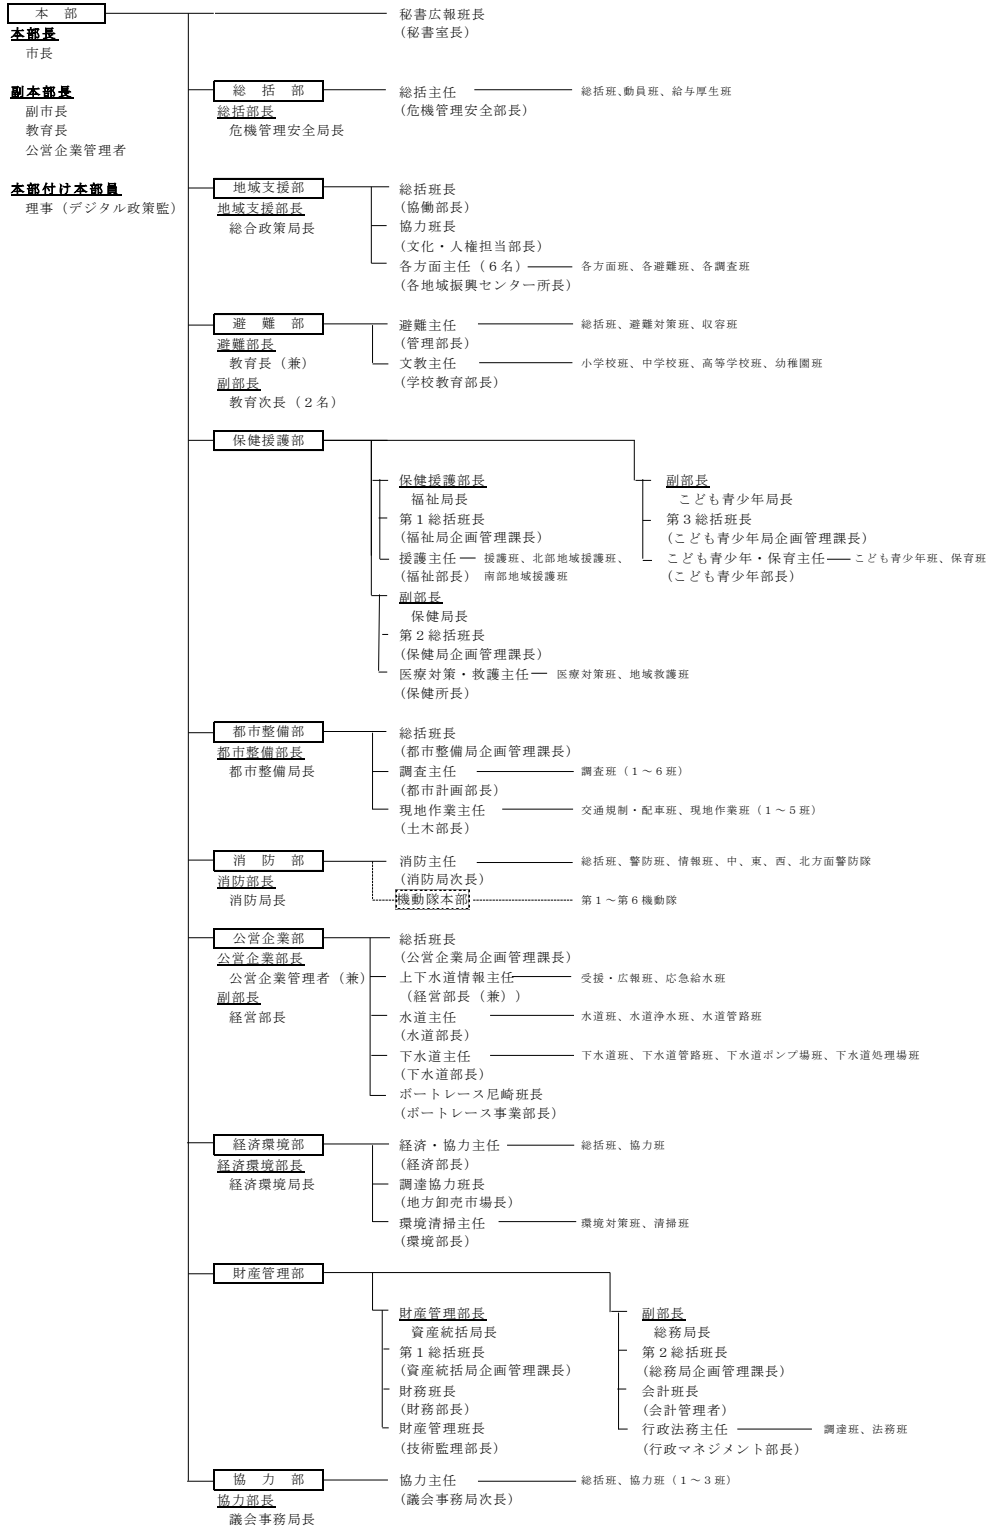 本　部
本部長
市長
副本部長
副市長
教育長
公営企業管理者
本部付け本部員
理事（デジタル政策監）
秘書広報班長
(秘書室長)
総　括　部
総括部長
危機管理安全局長
総括主任
(危機管理安全部長)
総括班、動員班、給与厚生班
地域支援部
地域支援部長
総合政策局長
総括班長
(協働部長)
協力班長
(文化・人権担当部長)
各方面主任（６名）
(各地域振興センター所長)
各方面班、各避難班、各調査班
避　難　部
避難部長
教育長（兼）
副部長
教育次長（２名）
避難主任
(管理部長)
総括班、避難対策班、収容班
文教主任
(学校教育部長)
小学校班、中学校班、高等学校班、幼稚園班
保健援護部
保健援護部長
福祉局長
第１総括班長
(福祉局企画管理課長)
援護主任
(福祉部長)
援護班、北部地域援護班、
南部地域援護班
副部長
保健局長
第２総括班長
(保健局企画管理課長)
医療対策・救護主任
(保健所長)
医療対策班、地域救護班
副部長
こども青少年局長
第３総括班長
(こども青少年局企画管理課長)
こども青少年・保育主任
(こども青少年部長)
こども青少年班、保育班
都市整備部
都市整備部長
都市整備局長
総括班長
(都市整備局企画管理課長)
調査主任
(都市計画部長)
調査班（１～６班）
現地作業主任
(土木部長)
交通規制・配車班、現地作業班（１～５班）
消　防　部
消防部長
消防局長
消防主任
(消防局次長)
総括班、警防班、情報班、中、東、西、北方面警防隊
機動隊本部
第１～第６機動隊
公営企業部
公営企業部長
公営企業管理者（兼）
副部長
経営部長
総括班長
(公営企業局企画管理課長)
上下水道情報主任
（経営部長（兼））
受援・広報班、応急給水班
水道主任
(水道部長)
水道班、水道浄水班、水道管路班
下水道主任
(下水道部長)
下水道班、下水道管路班、下水道ポンプ場班、下水道処理場班
ボートレース尼崎班長
(ボートレース事業部長)
経済環境部
経済環境部長
経済環境局長
経済・協力主任
(経済部長)
総括班、協力班
調達協力班長
(地方卸売市場長)
環境清掃主任
(環境部長)
環境対策班、清掃班
財産管理部
財産管理部長
資産統括局長
第１総括班長
(資産統括局企画管理課長)
財務班長
(財務部長)
財産管理班長
(技術監理部長)
副部長
総務局長
第２総括班長
(総務局企画管理課長)
会計班長
(会計管理者)
行政法務主任
(行政マネジメント部長)
調達班、法務班
協　力　部
協力部長
議会事務局長
協力主任
(議会事務局次長)
総括班、協力班（１～３班）